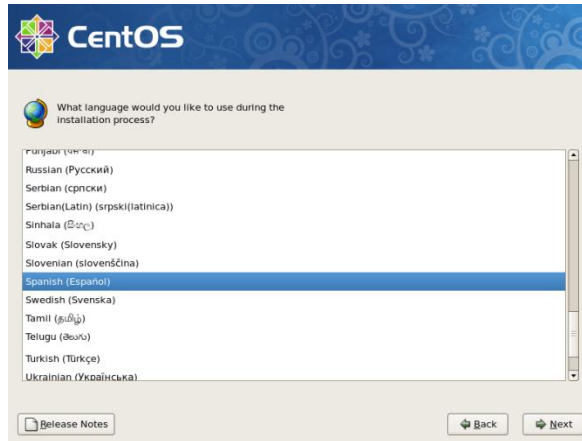 CentOS
What language would you like to use during the
installation process?
Russian (Русский)
Serbian (српски)
Serbian(Latin) (srpski(latinica))
Sinhala (සිංහල)
Slovak (Slovensky)
Slovenian (slovenščina)
Spanish (Español)
Swedish (Svenska)
Tamil (தமிழ்)
Telugu (తెలుగు)
Turkish (Türkçe)
Ukrainian (Українська)
Release Notes
Back
Next